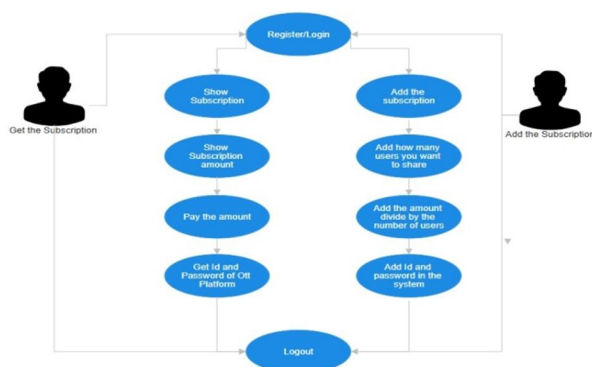 Register/Login
Show
Subscription
Add the
subscription
Get the Subscription
Add the Subscription
Show
Subscription
amount
Add how many
users you want
to share
Pay the amount
Add the amount
divide by the
number of users
Get Id and
Password of Ott
Platform
Add Id and
password in the
system
Logout